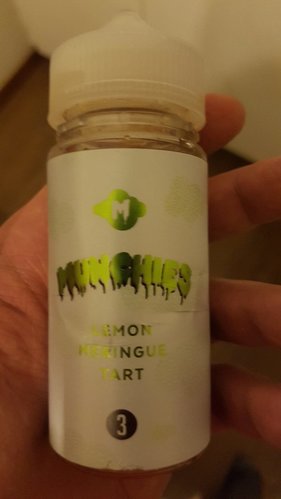 M
MUNCHIES
LEMON
MERINGUE
TART
3